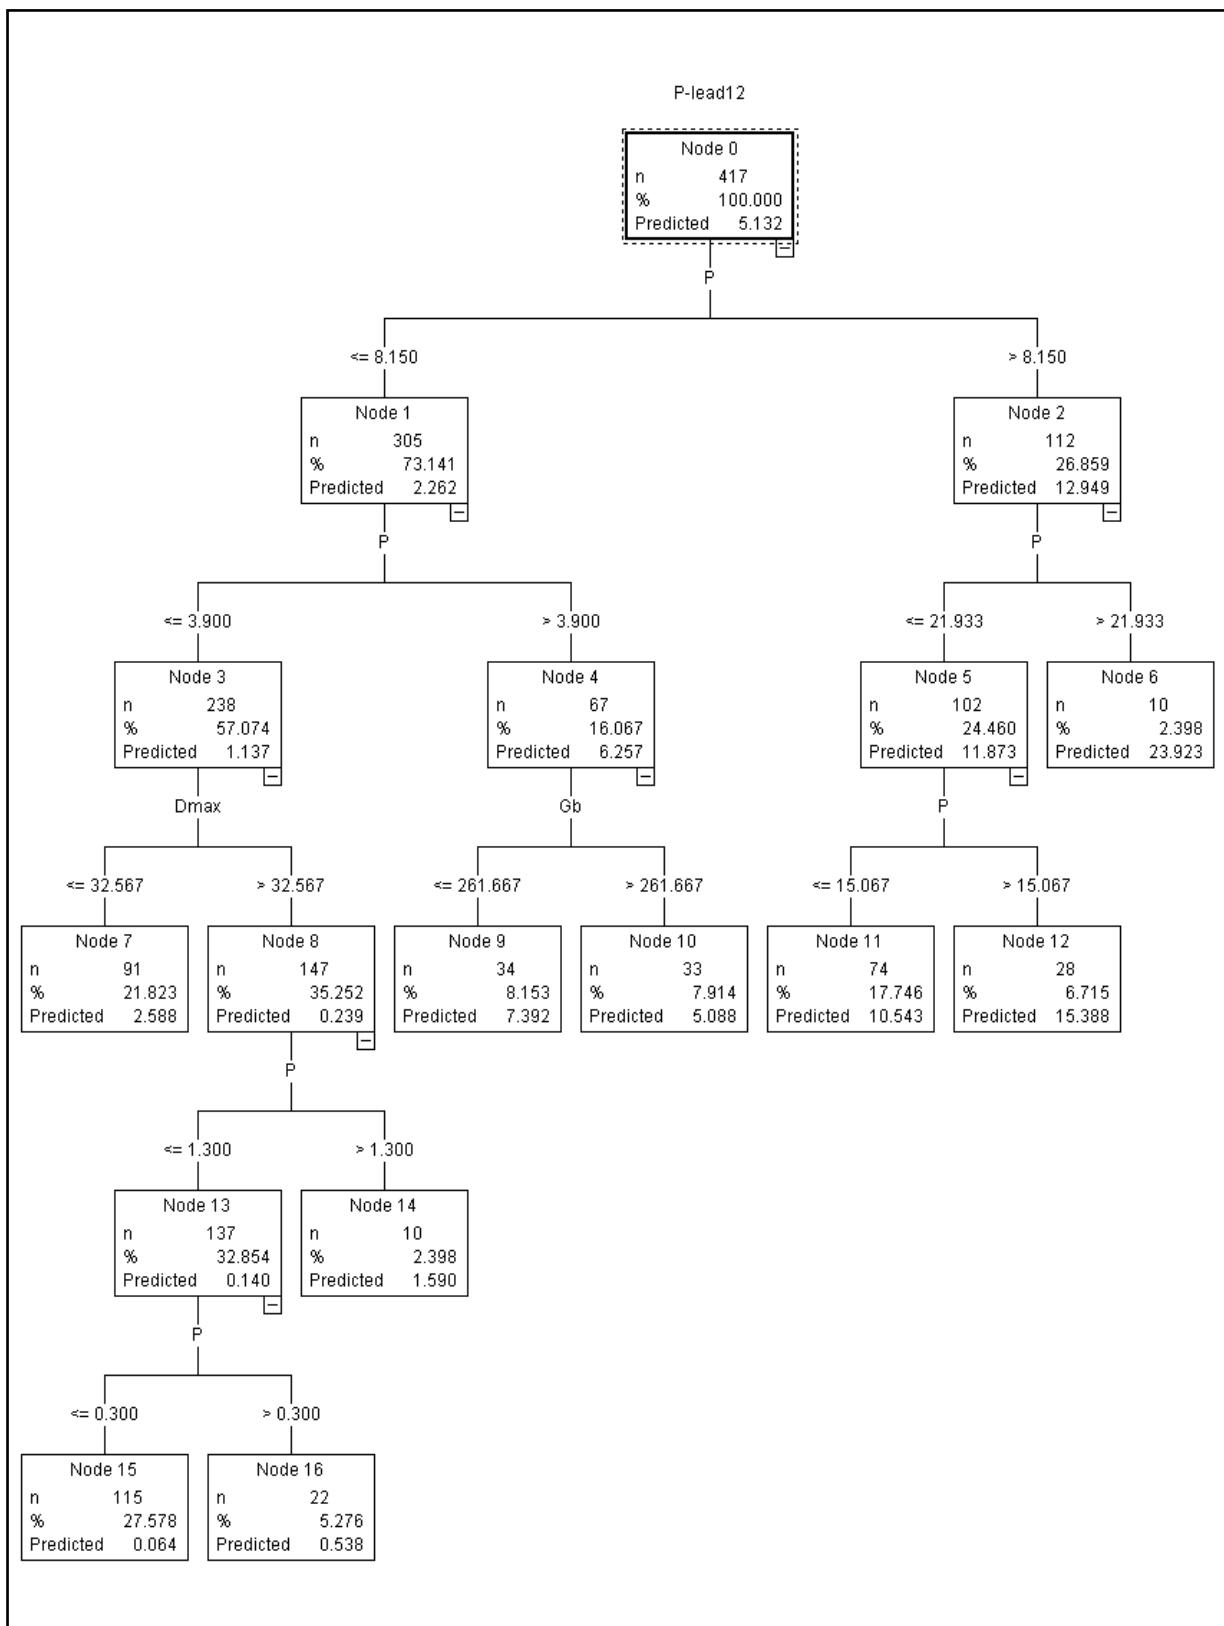 P-lead12
Node 0
n 417
% 100.000
Predicted 5.132
P
<= 8.150
> 8.150
Node 1
n 305
% 73.141
Predicted 2.262
Node 2
n 112
% 26.859
Predicted 12.949
P
P
<= 3.900
> 3.900
<= 21.933
> 21.933
Node 3
n 238
% 57.074
Predicted 1.137
Node 4
n 67
% 16.067
Predicted 6.257
Node 5
n 102
% 24.460
Predicted 11.873
Node 6
n 10
% 2.398
Predicted 23.923
Dmax
Gb
P
<= 32.567
> 32.567
<= 261.667
> 261.667
<= 15.067
> 15.067
Node 7
n 91
% 21.823
Predicted 2.588
Node 8
n 147
% 35.252
Predicted 0.239
Node 9
n 34
% 8.153
Predicted 7.392
Node 10
n 33
% 7.914
Predicted 5.088
Node 11
n 74
% 17.746
Predicted 10.543
Node 12
n 28
% 6.715
Predicted 15.388
P
<= 1.300
> 1.300
Node 13
n 137
% 32.854
Predicted 0.140
Node 14
n 10
% 2.398
Predicted 1.590
P
<= 0.300
> 0.300
Node 15
n 115
% 27.578
Predicted 0.064
Node 16
n 22
% 5.276
Predicted 0.538